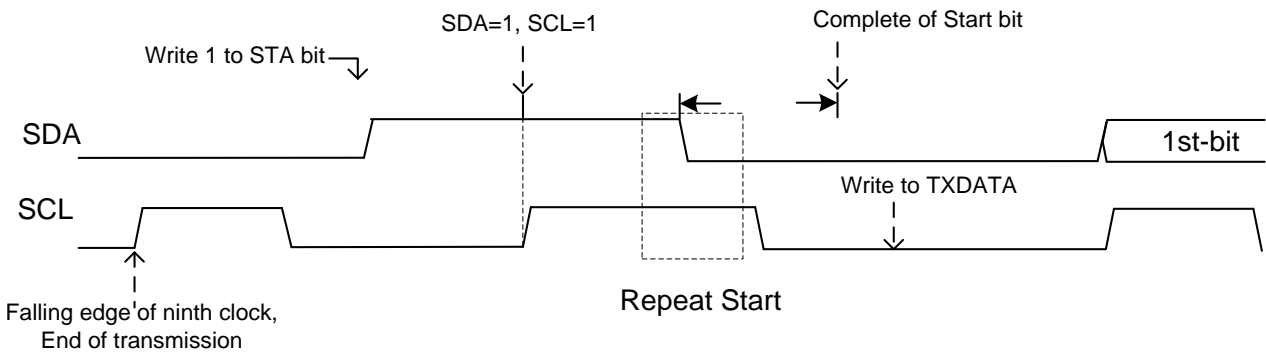 SDA=1, SCL=1
Complete of Start bit
Write 1 to STA bit
SDA
1st-bit
Write to TXDATA
SCL
Repeat Start
Falling edge of ninth clock,
End of transmission